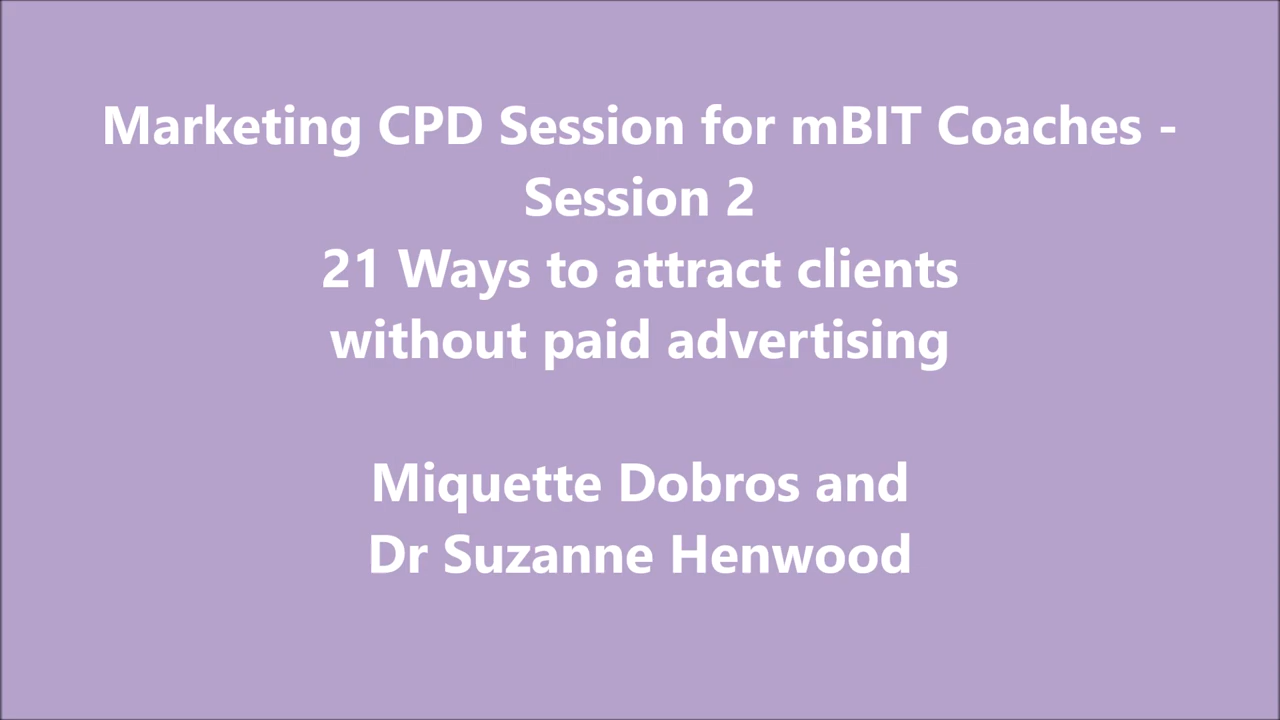 Marketing CPD Session for mBIT Coaches -
Session 2
21 Ways to attract clients
without paid advertising
Miquette Dobros and
Dr Suzanne Henwood